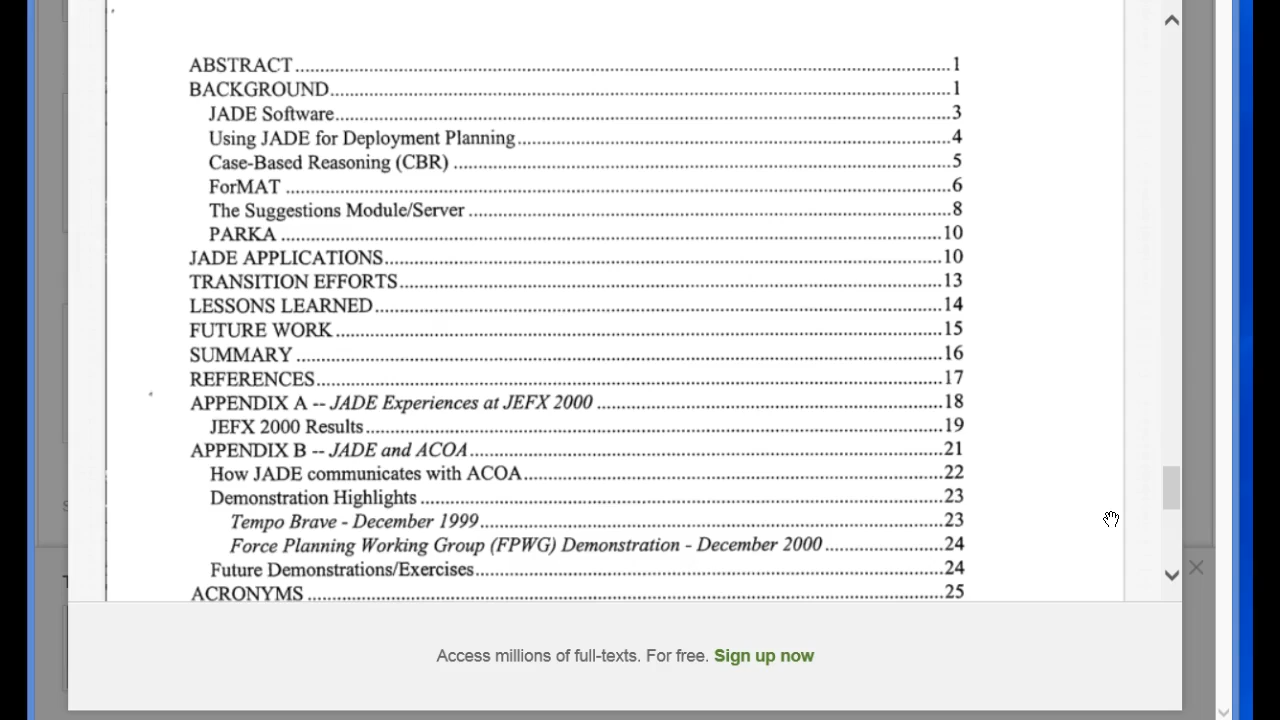 ABSTRACT 1
BACKGROUND 1
JADE Software 3
Using JADE for Deployment Planning 4
Case-Based Reasoning (CBR) 5
ForMAT 6
The Suggestions Module/Server 8
PARKA 10
JADE APPLICATIONS 10
TRANSITION EFFORTS 13
LESSONS LEARNED 14
FUTURE WORK 15
SUMMARY 16
REFERENCES 17
APPENDIX A -- JADE Experiences at JEFX 2000 18
JEFX 2000 Results 19
APPENDIX B -- JADE and ACOA 21
How JADE communicates with ACOA 22
Demonstration Highlights 23
Tempo Brave - December 1999 23
Force Planning Working Group (FPWG) Demonstration - December 2000 24
Future Demonstrations/Exercises 24
ACRONYMS 25
Access millions of full-texts. For free. Sign up now